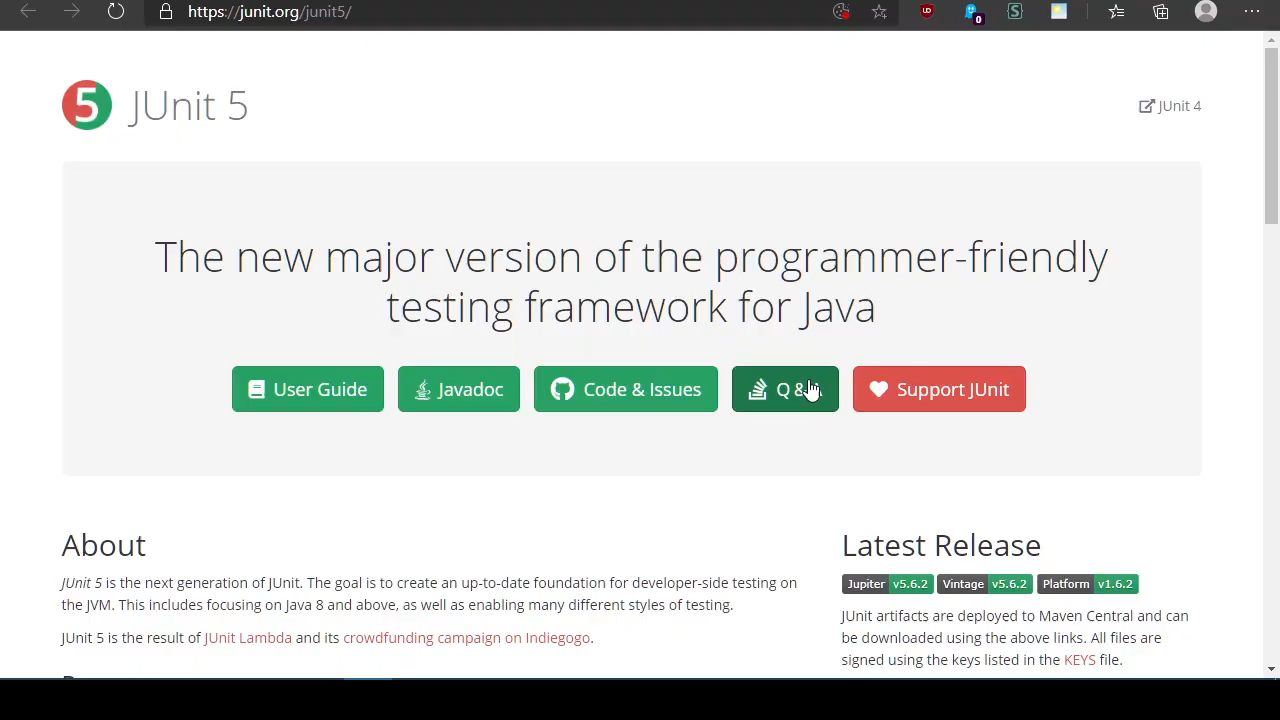 https://junit.org/junit5/
0
5 JUnit 5
JUnit 4
The new major version of the programmer-friendly
testing framework for Java
User Guide
Javadoc
Code & Issues
Q &
Support JUnit
About
JUnit 5 is the next generation of JUnit. The goal is to create an up-to-date foundation for developer-side testing on
the JVM. This includes focusing on Java 8 and above, as well as enabling many different styles of testing.
JUnit 5 is the result of JUnit Lambda and its crowdfunding campaign on Indiegogo.
Latest Release
Jupiter v5.6.2 Vintage v5.6.2 Platform v1.6.2
JUnit artifacts are deployed to Maven Central and can
be downloaded using the above links. All files are
signed using the keys listed in the KEYS file.